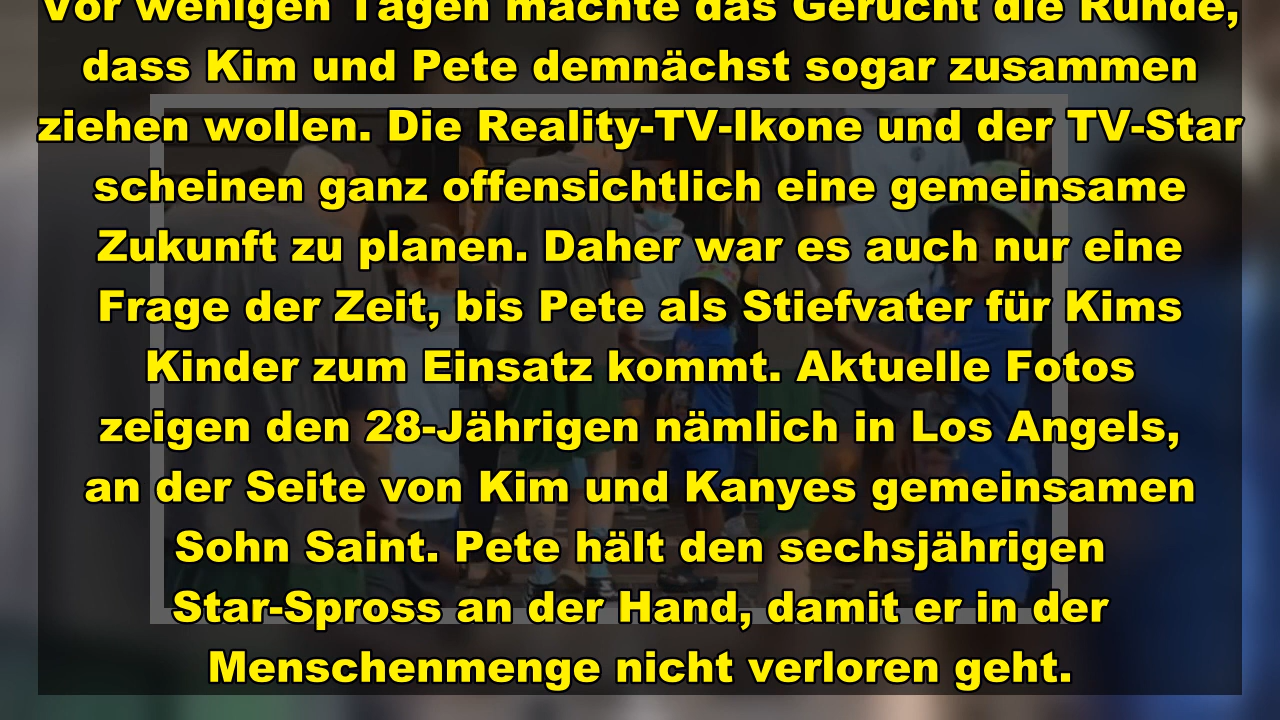 Vor wenigen Tagen machte das Gerücht die Runde,
dass Kim und Pete demnächst sogar zusammen
ziehen wollen. Die Reality-TV-Ikone und der TV-Star
scheinen ganz offensichtlich eine gemeinsame
Zukunft zu planen. Daher war es auch nur eine
Frage der Zeit, bis Pete als Stiefvater für Kims
Kinder zum Einsatz kommt. Aktuelle Fotos
zeigen den 28-Jährigen nämlich in Los Angels,
an der Seite von Kim und Kanyes gemeinsamen
Sohn Saint. Pete hält den sechsjährigen
Star-Spross an der Hand, damit er in der
Menschenmenge nicht verloren geht.